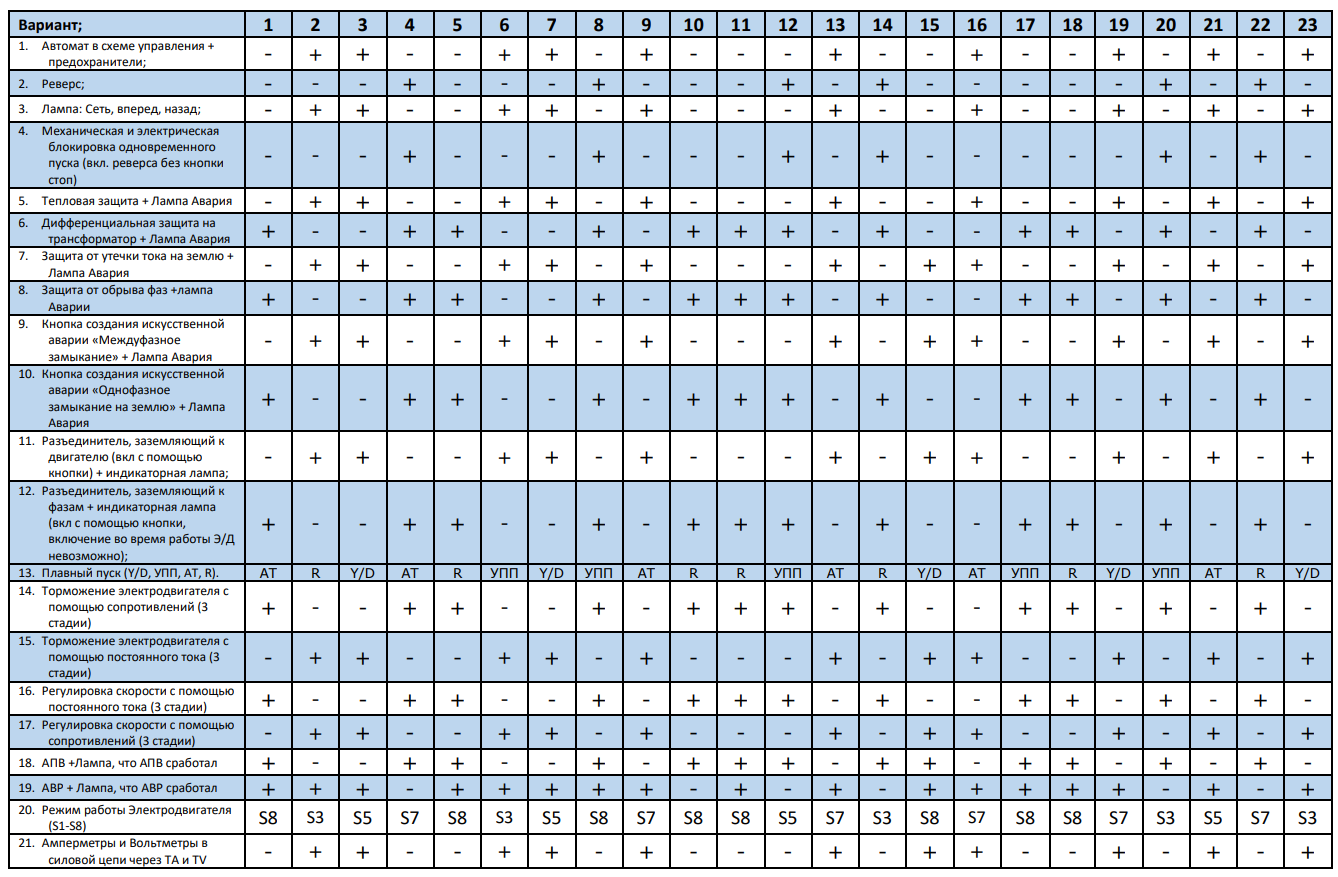 Вариант; 1 2 3 4 5 6 7 8 9 10 11 12 13 14 15 16 17 18 19 20 21 22 23
1. Автомат в схеме управления +
предохранители;
- + + - - + + - + - - - + - - + - - + - + - +
2. Реверс; - - - + - - - + - - - + - + - - - - - + - + -
3. Лампа: Сеть, вперед, назад; - + + - - + + - + - - - + - - + - - + - + - +
4. Механическая и электрическая
блокировка одновременного
пуска (вкл. реверса без кнопки
стоп)
- - - + - - - + - - - + - + - - - - - + - + -
5. Тепловая защита + Лампа Авария - + + - - + + - + - - - + - - + - - + - + - +
6. Дифференциальная защита на
трансформатор + Лампа Авария
+ - - + + - - + - + + + - + - - + + - + - + -
7. Защита от утечки тока на землю +
Лампа Авария
- + + - - + + - + - - - + - + + - - + - + - +
8. Защита от обрыва фаз +лампа
Аварии
+ - - + + - - + - + + + - + - - + + - + - + -
9. Кнопка создания искусственной
аварии «Междуфазное
замыкание» + Лампа Авария
- + + - - + + - + - - - + - + + - - + - + - +
10. Кнопка создания искусственной
аварии «Однофазное
замыкание на землю» + Лампа
Авария
+ - - + + - - + - + + + - + - - + + - + - + -
11. Разъединитель, заземляющий к
двигателю (вкл с помощью
кнопки) + индикаторная лампа;
- + + - - + + - + - - - + - + + - - + - + - +
12. Разъединитель, заземляющий к
фазам + индикаторная лампа
(вкл с помощью кнопки,
включение во время работы Э/Д
невозможно);
+ - - + + - - + - + + + - + - - + + - + - + -
13. Плавный пуск (Y/D, УПП, АТ, R). АТ R Y/D АТ R УПП Y/D УПП АТ R R УПП АТ R Y/D АТ УПП R Y/D УПП АТ R Y/D
14. Торможение электродвигателя с
помощью сопротивлений (3
стадии)
+ - - + + - - + - + + + - + - - + + - + - + -
15. Торможение электродвигателя с
помощью постоянного тока (3
стадии)
- + + - - + + - + - - - + - + + - - + - + - +
16. Регулировка скорости с помощью
постоянного тока (3 стадии)
+ - - + + - - + - + + + - + - - + + - + - + -
17. Регулировка скорости с помощью
сопротивлений (3 стадии)
- + + - - + + - + - - - + - + + - - + - + - +
18. АПВ +Лампа, что АПВ сработал + - - + + - - + - + + + - + - - + + - + - + -
19. АВР + Лампа, что АВР сработал + + + - + + + + + - + - + - + + + + + - + - +
20. Режим работы Электродвигателя
(S1-S8)
S8 S3 S5 S7 S8 S3 S5 S8 S7 S8 S8 S7 S5 S3 S8 S7 S8 S8 S7 S3 S5 S7 S3
21. Амперметры и Вольтметры в
силовой цепи через ТА и TV
- + + - - + + - + - - - + - + + - - + - + - +